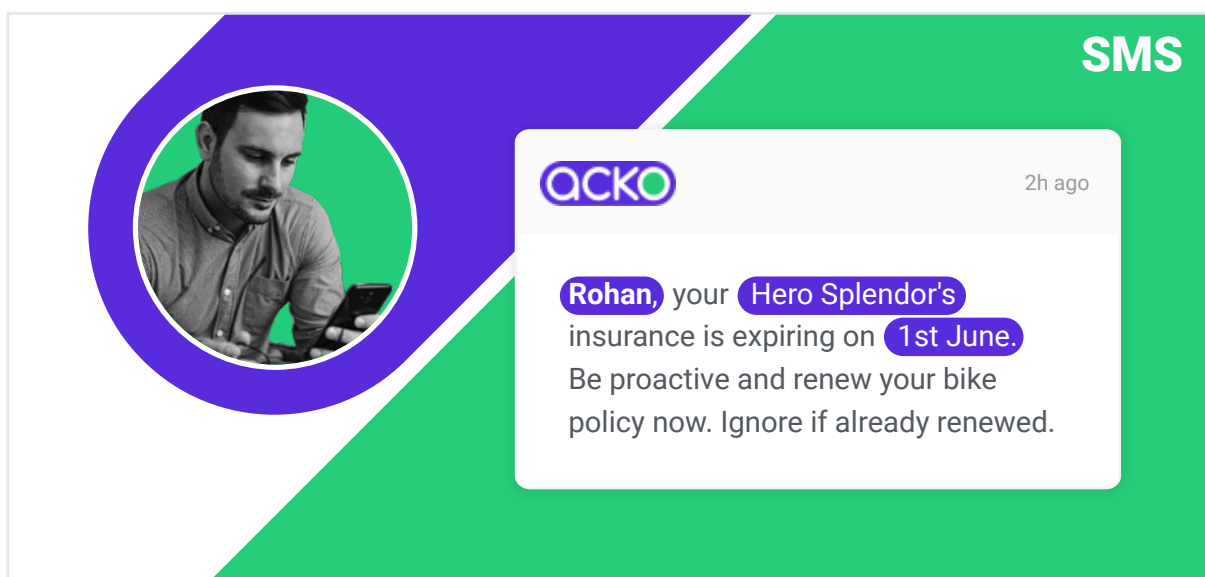 SMS
acko
2h ago
Rohan, your Hero Splendor's
insurance is expiring on 1st June.
Be proactive and renew your bike
policy now. Ignore if already renewed.